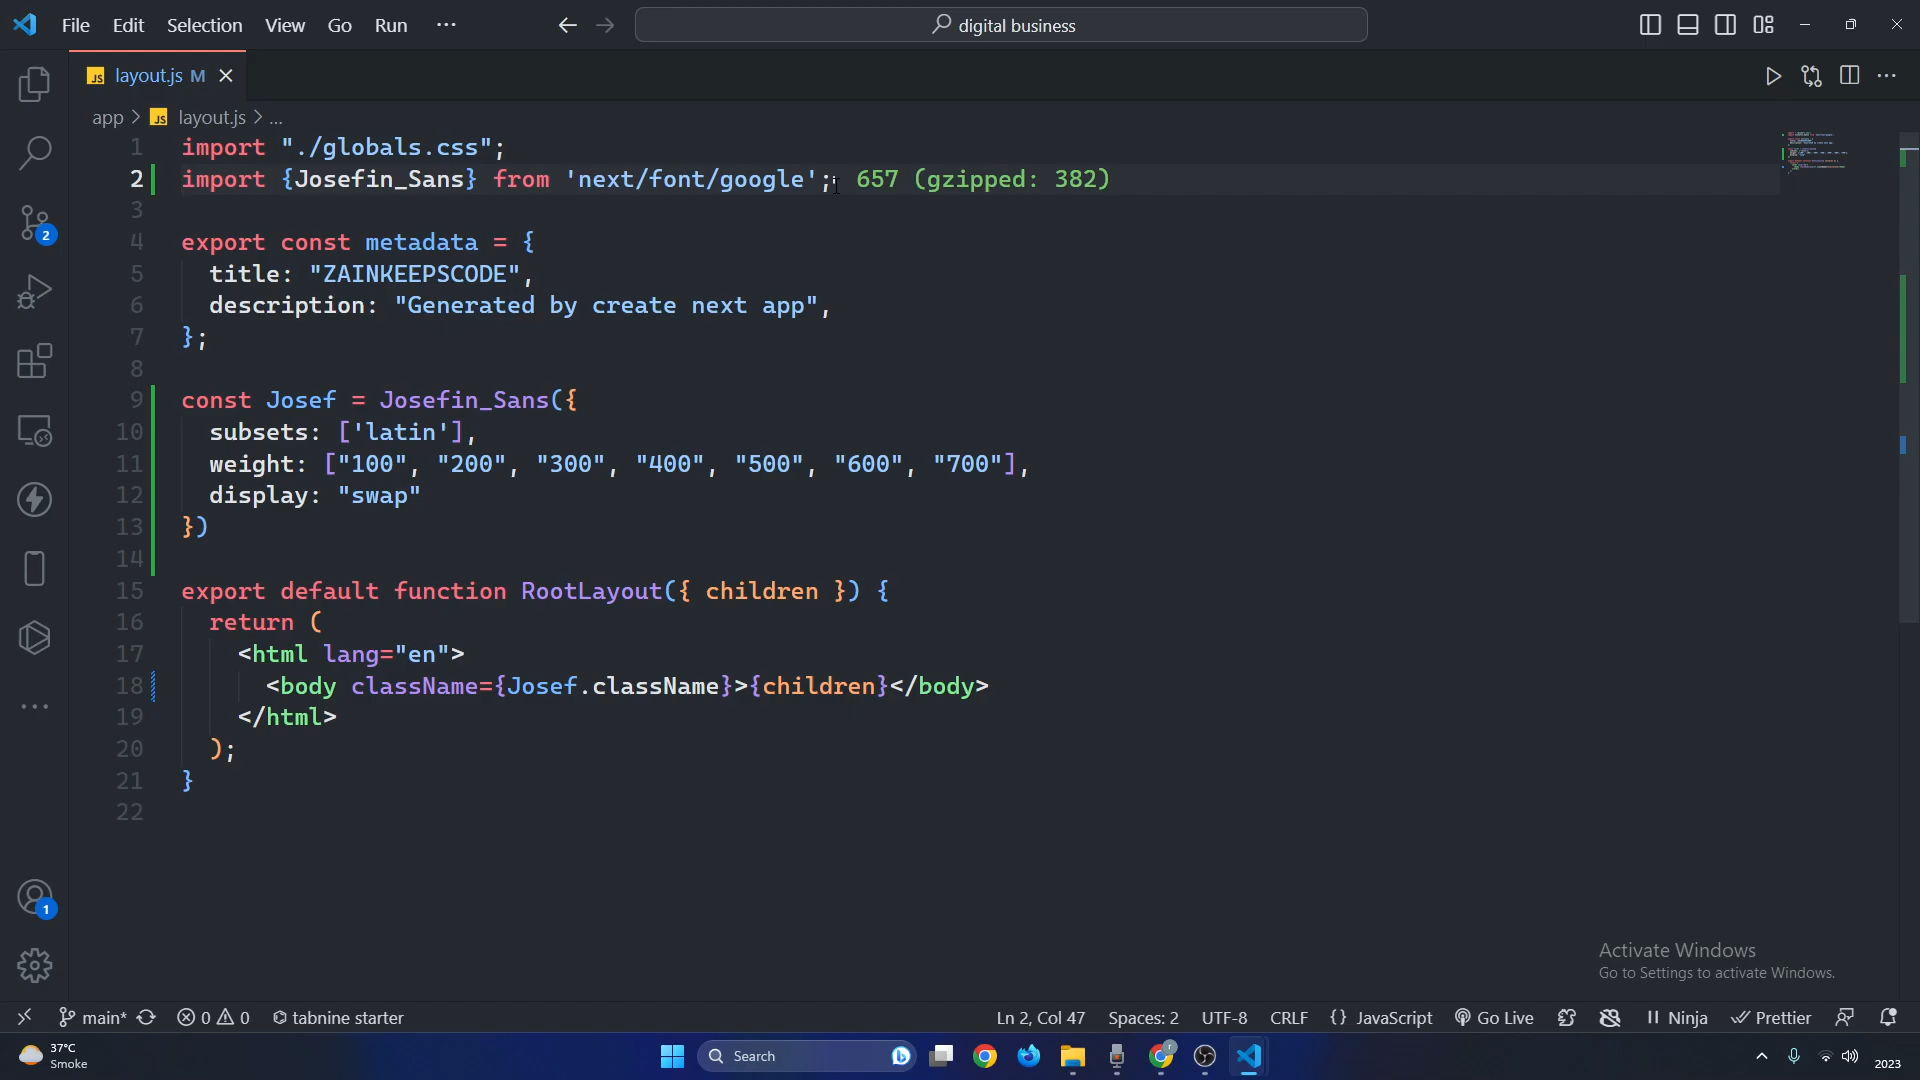 File Edit Selection View Go Run ··· digital business
JS layout.js M
app > JS layout.js > ...
1 import "./globals.css";
2 import {Josefin_Sans} from 'next/font/google'; 657 (gzipped: 382)
3
4 export const metadata = {
5 title: "ZAINKEEPSCODE",
6 description: "Generated by create next app",
7 };
8
9 const Josef = Josefin_Sans({
10 subsets: ['latin'],
11 weight: ["100", "200", "300", "400", "500", "600", "700"],
12 display: "swap"
13 })
14
15 export default function RootLayout({ children }) {
16 return (
17 <html lang="en">
18 <body className={Josef.className}>{children}</body>
19 </html>
20 );
21 }
22
2
1
Activate Windows
Go to Settings to activate Windows.
main* 0 0 tabnine starter Ln 2, Col 47 Spaces: 2 UTF-8 CRLF {} JavaScript Go Live Ninja Prettier
37°C
Smoke
Search
r
2023